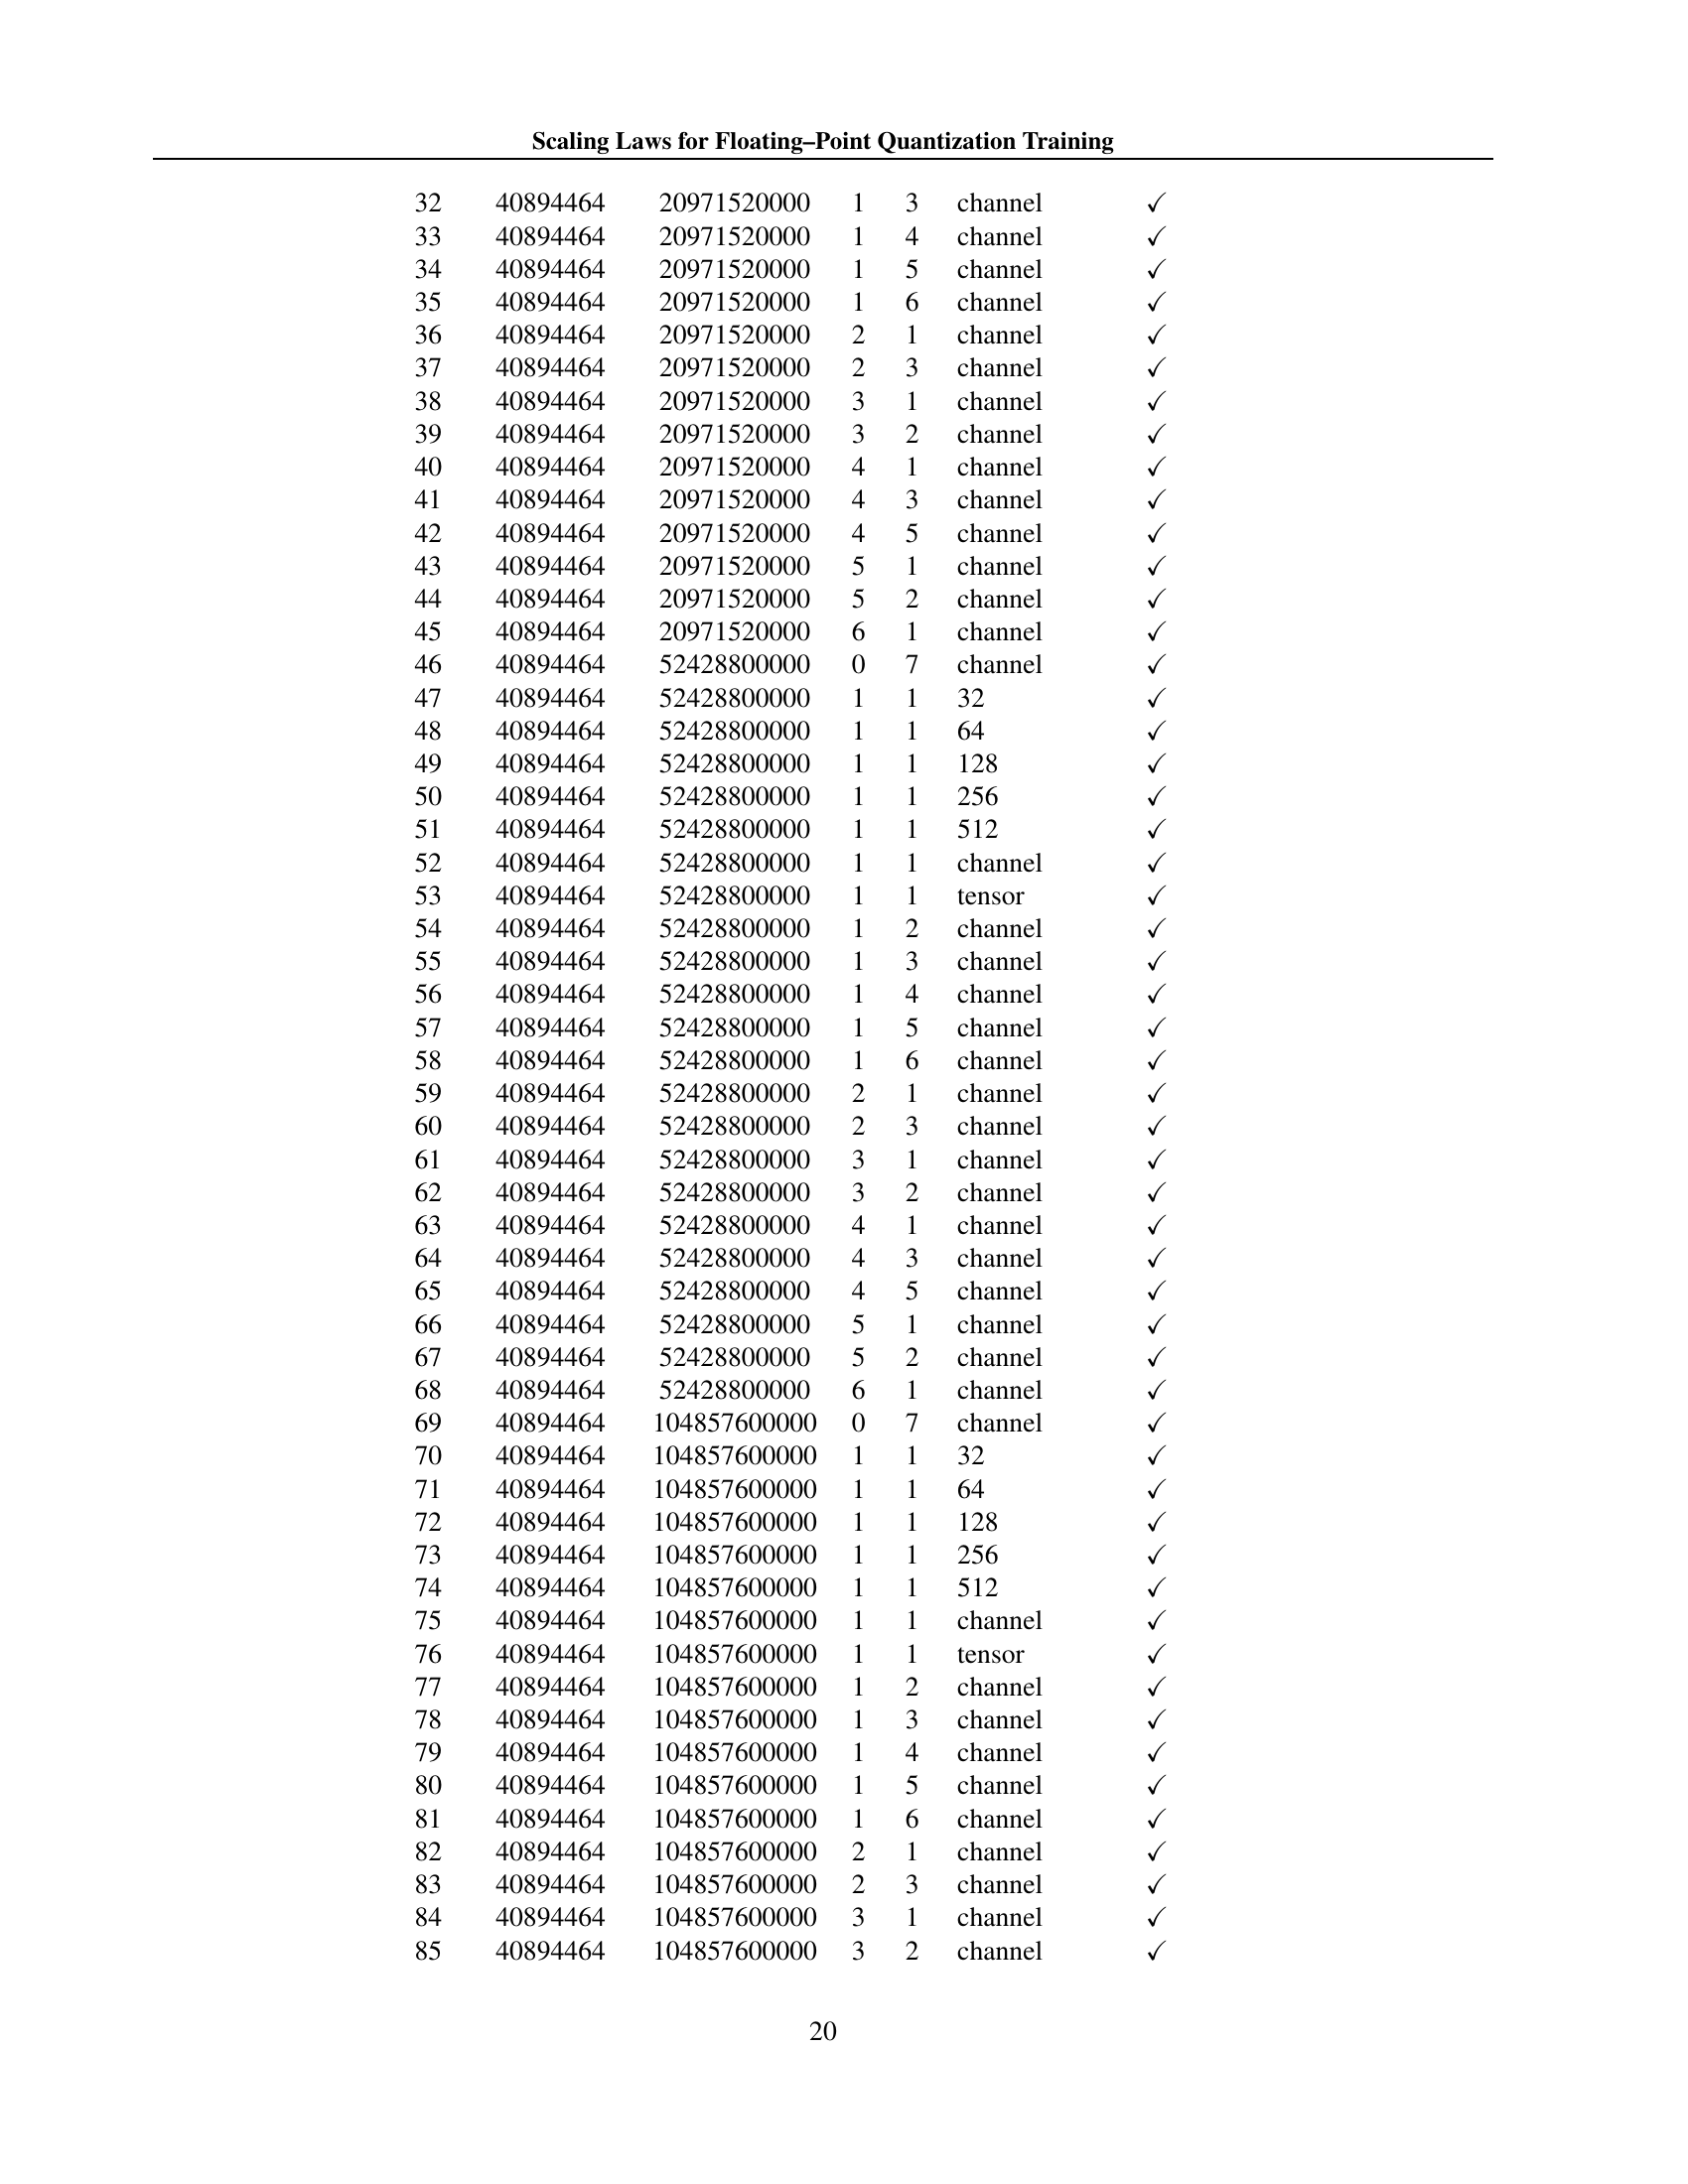 Scaling Laws for Floating–Point Quantization Training
32 40894464 20971520000 1 3 channel ✓
33 40894464 20971520000 1 4 channel ✓
34 40894464 20971520000 1 5 channel ✓
35 40894464 20971520000 1 6 channel ✓
36 40894464 20971520000 2 1 channel ✓
37 40894464 20971520000 2 3 channel ✓
38 40894464 20971520000 3 1 channel ✓
39 40894464 20971520000 3 2 channel ✓
40 40894464 20971520000 4 1 channel ✓
41 40894464 20971520000 4 3 channel ✓
42 40894464 20971520000 4 5 channel ✓
43 40894464 20971520000 5 1 channel ✓
44 40894464 20971520000 5 2 channel ✓
45 40894464 20971520000 6 1 channel ✓
46 40894464 52428800000 0 7 channel ✓
47 40894464 52428800000 1 1 32 ✓
48 40894464 52428800000 1 1 64 ✓
49 40894464 52428800000 1 1 128 ✓
50 40894464 52428800000 1 1 256 ✓
51 40894464 52428800000 1 1 512 ✓
52 40894464 52428800000 1 1 channel ✓
53 40894464 52428800000 1 1 tensor ✓
54 40894464 52428800000 1 2 channel ✓
55 40894464 52428800000 1 3 channel ✓
56 40894464 52428800000 1 4 channel ✓
57 40894464 52428800000 1 5 channel ✓
58 40894464 52428800000 1 6 channel ✓
59 40894464 52428800000 2 1 channel ✓
60 40894464 52428800000 2 3 channel ✓
61 40894464 52428800000 3 1 channel ✓
62 40894464 52428800000 3 2 channel ✓
63 40894464 52428800000 4 1 channel ✓
64 40894464 52428800000 4 3 channel ✓
65 40894464 52428800000 4 5 channel ✓
66 40894464 52428800000 5 1 channel ✓
67 40894464 52428800000 5 2 channel ✓
68 40894464 52428800000 6 1 channel ✓
69 40894464 104857600000 0 7 channel ✓
70 40894464 104857600000 1 1 32 ✓
71 40894464 104857600000 1 1 64 ✓
72 40894464 104857600000 1 1 128 ✓
73 40894464 104857600000 1 1 256 ✓
74 40894464 104857600000 1 1 512 ✓
75 40894464 104857600000 1 1 channel ✓
76 40894464 104857600000 1 1 tensor ✓
77 40894464 104857600000 1 2 channel ✓
78 40894464 104857600000 1 3 channel ✓
79 40894464 104857600000 1 4 channel ✓
80 40894464 104857600000 1 5 channel ✓
81 40894464 104857600000 1 6 channel ✓
82 40894464 104857600000 2 1 channel ✓
83 40894464 104857600000 2 3 channel ✓
84 40894464 104857600000 3 1 channel ✓
85 40894464 104857600000 3 2 channel ✓
20